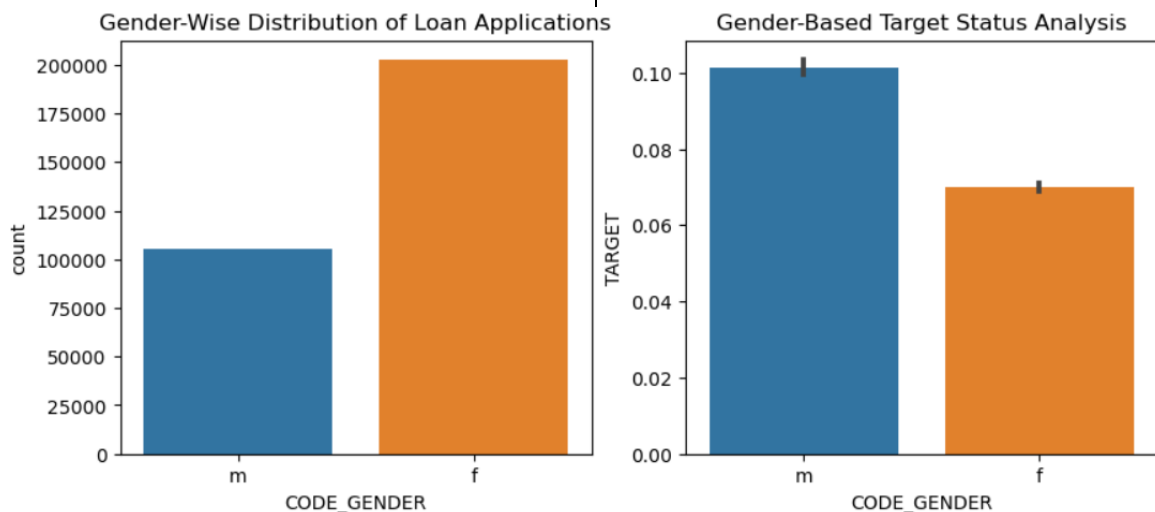 Gender-Wise Distribution of Loan Applications
200000
175000
150000
125000
100000
75000
50000
25000
0
count
m f
CODE_GENDER
Gender-Based Target Status Analysis
0.10
0.08
0.06
0.04
0.02
0.00
TARGET
m f
CODE_GENDER